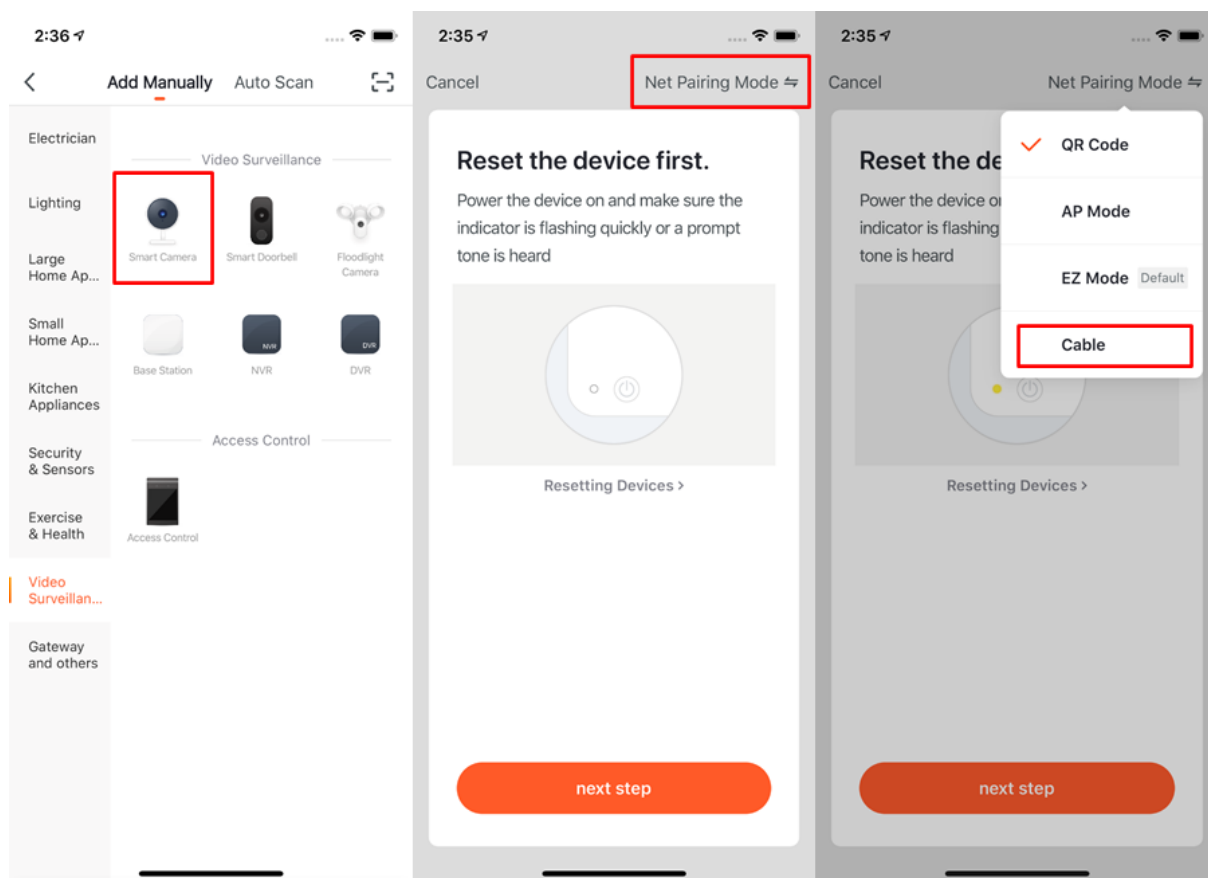 2:36
Add Manually Auto Scan
Electrician
Lighting
Large
Home Ap...
Small
Home Ap...
Kitchen
Appliances
Security
& Sensors
Exercise
& Health
Video
Surveillan...
Gateway
and others
Video Surveillance
Smart Camera
Smart Doorbell
Floodlight
Camera
Base Station
NVR
NVR
DVR
DVR
Access Control
Access Control
2:35
Cancel
Net Pairing Mode
Reset the device first.
Power the device on and make sure the
indicator is flashing quickly or a prompt
tone is heard
Resetting Devices >
next step
2:35
Cancel
Net Pairing Mode
Reset the de
Power the device o
indicator is flashing
tone is heard
QR Code
AP Mode
EZ Mode Default
Cable
Resetting Devices >
next step